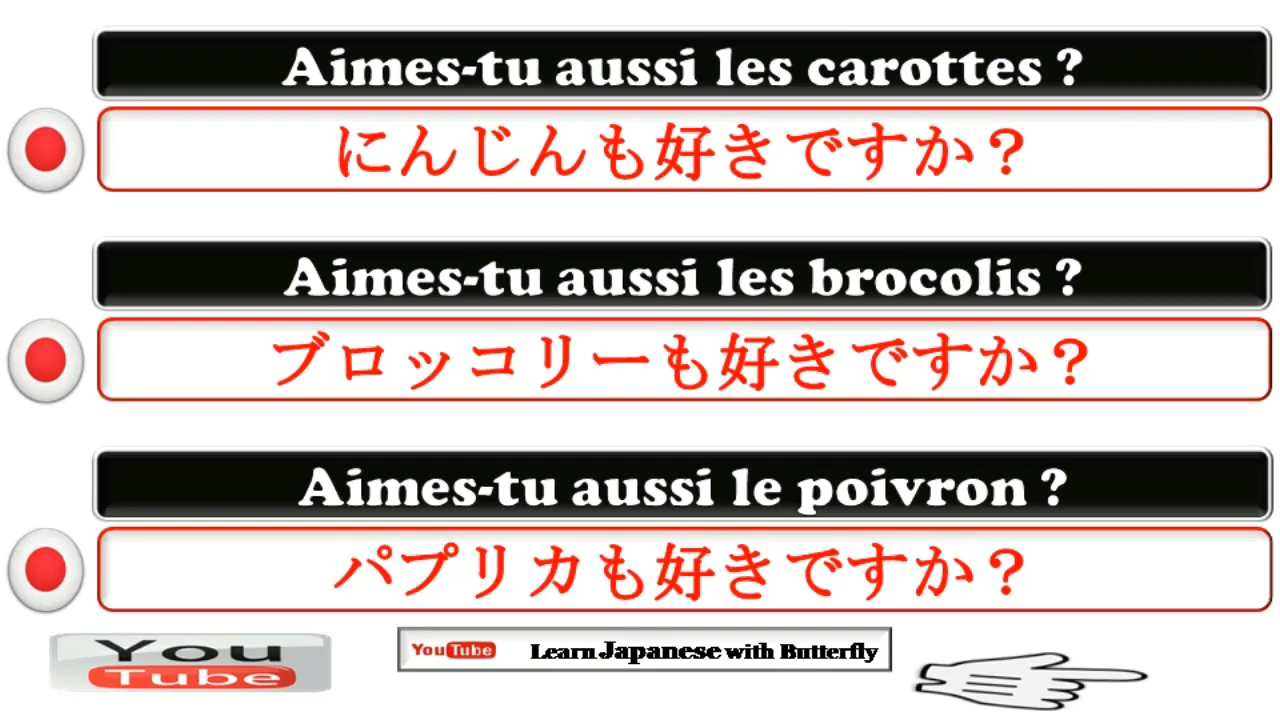 Aimes-tu aussi les carottes ?
にんじんも好きですか？
Aimes-tu aussi les brocolis ?
ブロッコリーも好きですか？
Aimes-tu aussi le poivron ?
パプリカも好きですか？
You
Tube
YouTube Learn Japanese with Butterfly